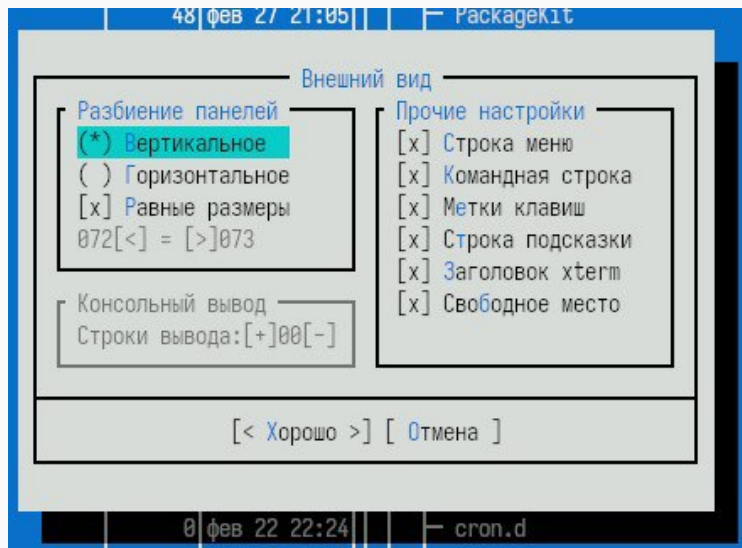 48 фев 27 21:05 PackageKit
Внешний вид
Разбиение панелей
(*) Вертикальное
( ) Горизонтальное
[x] Равные размеры
072[<] = [>]073
Консольный вывод
Строки вывода:[+]00[-]
Прочие настройки
[x] Строка меню
[x] Командная строка
[x] Метки клавиш
[x] Строка подсказки
[x] Заголовок xterm
[x] Свободное место
[< Хорошо >] [ Отмена ]
0 фев 22 22:24 cron.d